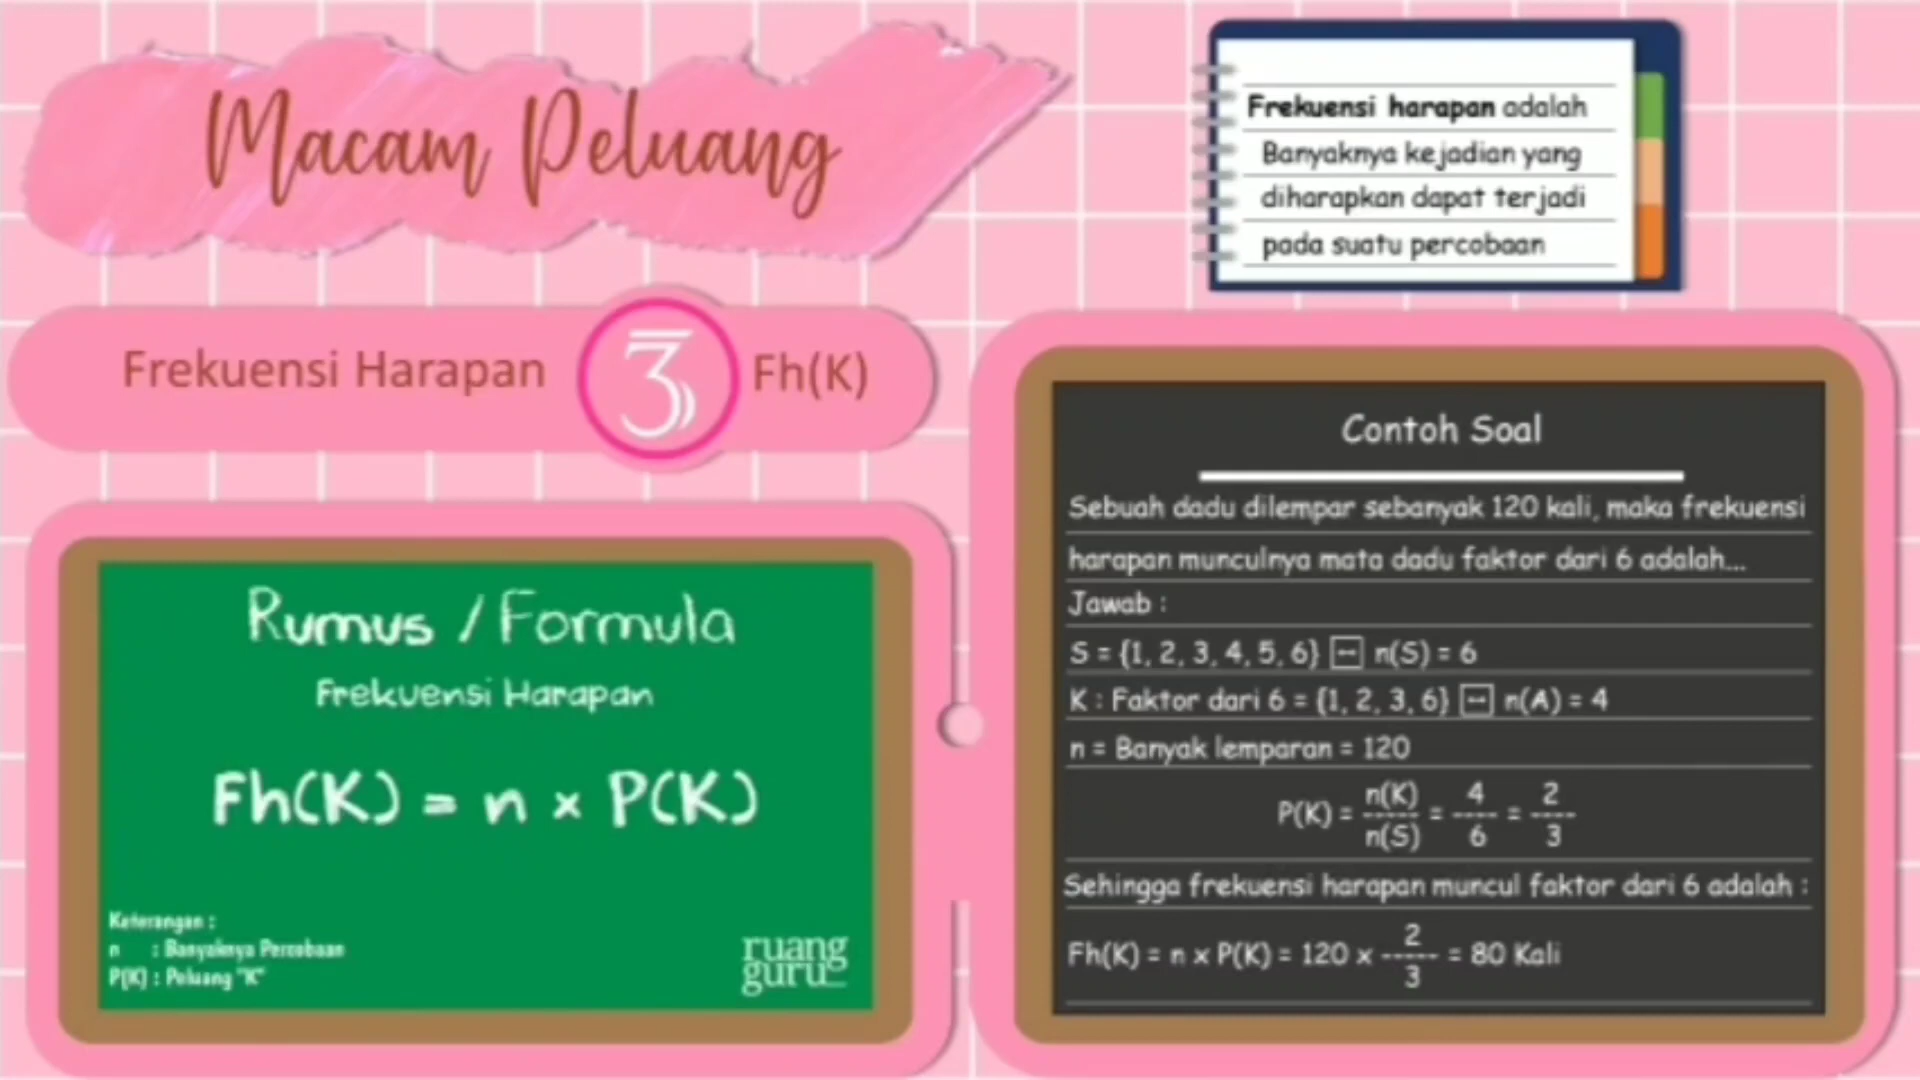 Macam Peluang
Frekuensi harapan adalah
Banyaknya kejadian yang
diharapkan dapat terjadi
pada suatu percobaan
Frekuensi Harapan 3 Fh(K)
Rumus / Formula
Frekuensi Harapan
Fh(K) = n x P(K)
Keterangan :
n : Banyaknya Percobaan
P(K) : Peluang "K"
ruang
guru
Contoh Soal
Sebuah dadu dilempar sebanyak 120 kali, maka frekuensi
harapan munculnya mata dadu faktor dari 6 adalah...
Jawab :
S = {1, 2, 3, 4, 5, 6} n(S) = 6
K : Faktor dari 6 = {1, 2, 3, 6} n(A) = 4
n = Banyak lemparan = 120
P(K) = n(K)/n(S) = 4/6 = 2/3
Sehingga frekuensi harapan muncul faktor dari 6 adalah :
Fh(K) = n x P(K) = 120 x 2/3 = 80 Kali